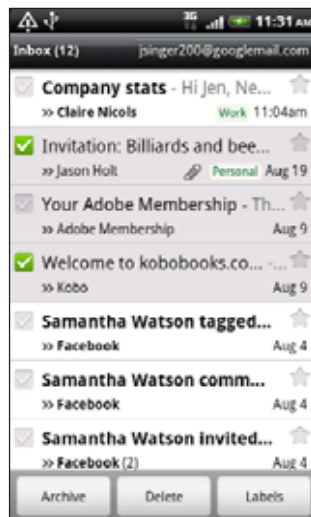 3G 11:31 AM
Inbox (12) jsinger200@googlemail.com
Company stats - Hi Jen, Ne...
» Claire Nicols Work 11:04am
Invitation: Billiards and bee...
» Jason Holt Personal Aug 19
Your Adobe Membership - Th...
» Adobe Membership Aug 9
Welcome to kobobooks.co... -...
» Kobo Aug 9
Samantha Watson tagged...
» Facebook Aug 4
Samantha Watson comm...
» Facebook Aug 4
Samantha Watson invited...
» Facebook (2) Aug 4
Archive Delete Labels